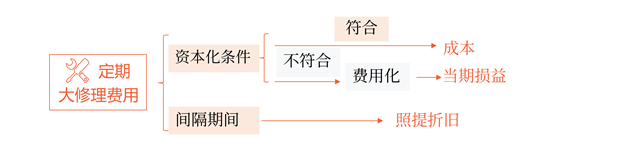 定期
大修理费用
资本化条件
符合
成本
不符合
费用化
当期损益
间隔期间
照提折旧